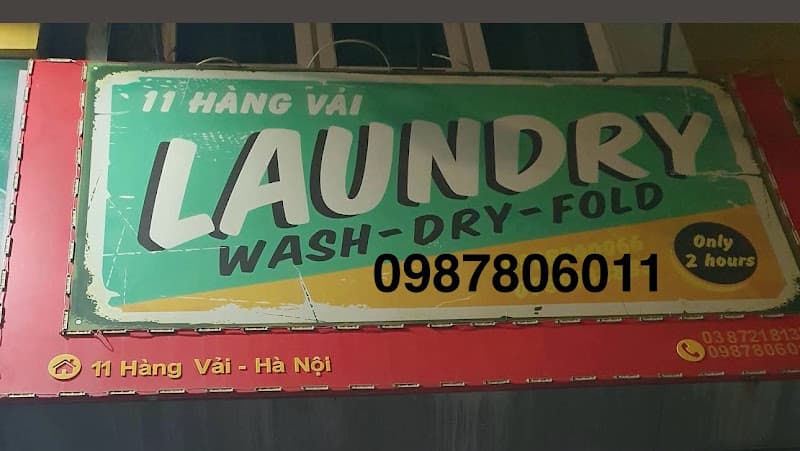 11 HÀNG VẢI
LAUNDRY
WASH-DRY-FOLD
0987806011
Only
2 hours
11 Hàng Vải - Hà Nội